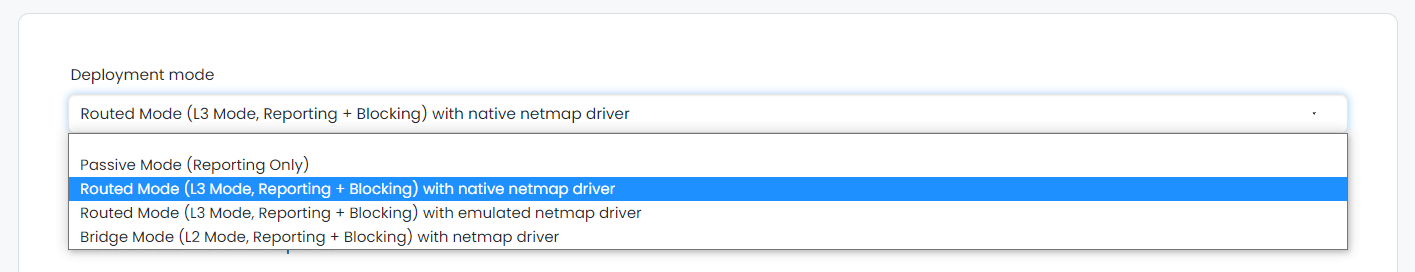 Deployment mode
Routed Mode (L3 Mode, Reporting + Blocking) with native netmap driver
Passive Mode (Reporting Only)
Routed Mode (L3 Mode, Reporting + Blocking) with native netmap driver
Routed Mode (L3 Mode, Reporting + Blocking) with emulated netmap driver
Bridge Mode (L2 Mode, Reporting + Blocking) with netmap driver